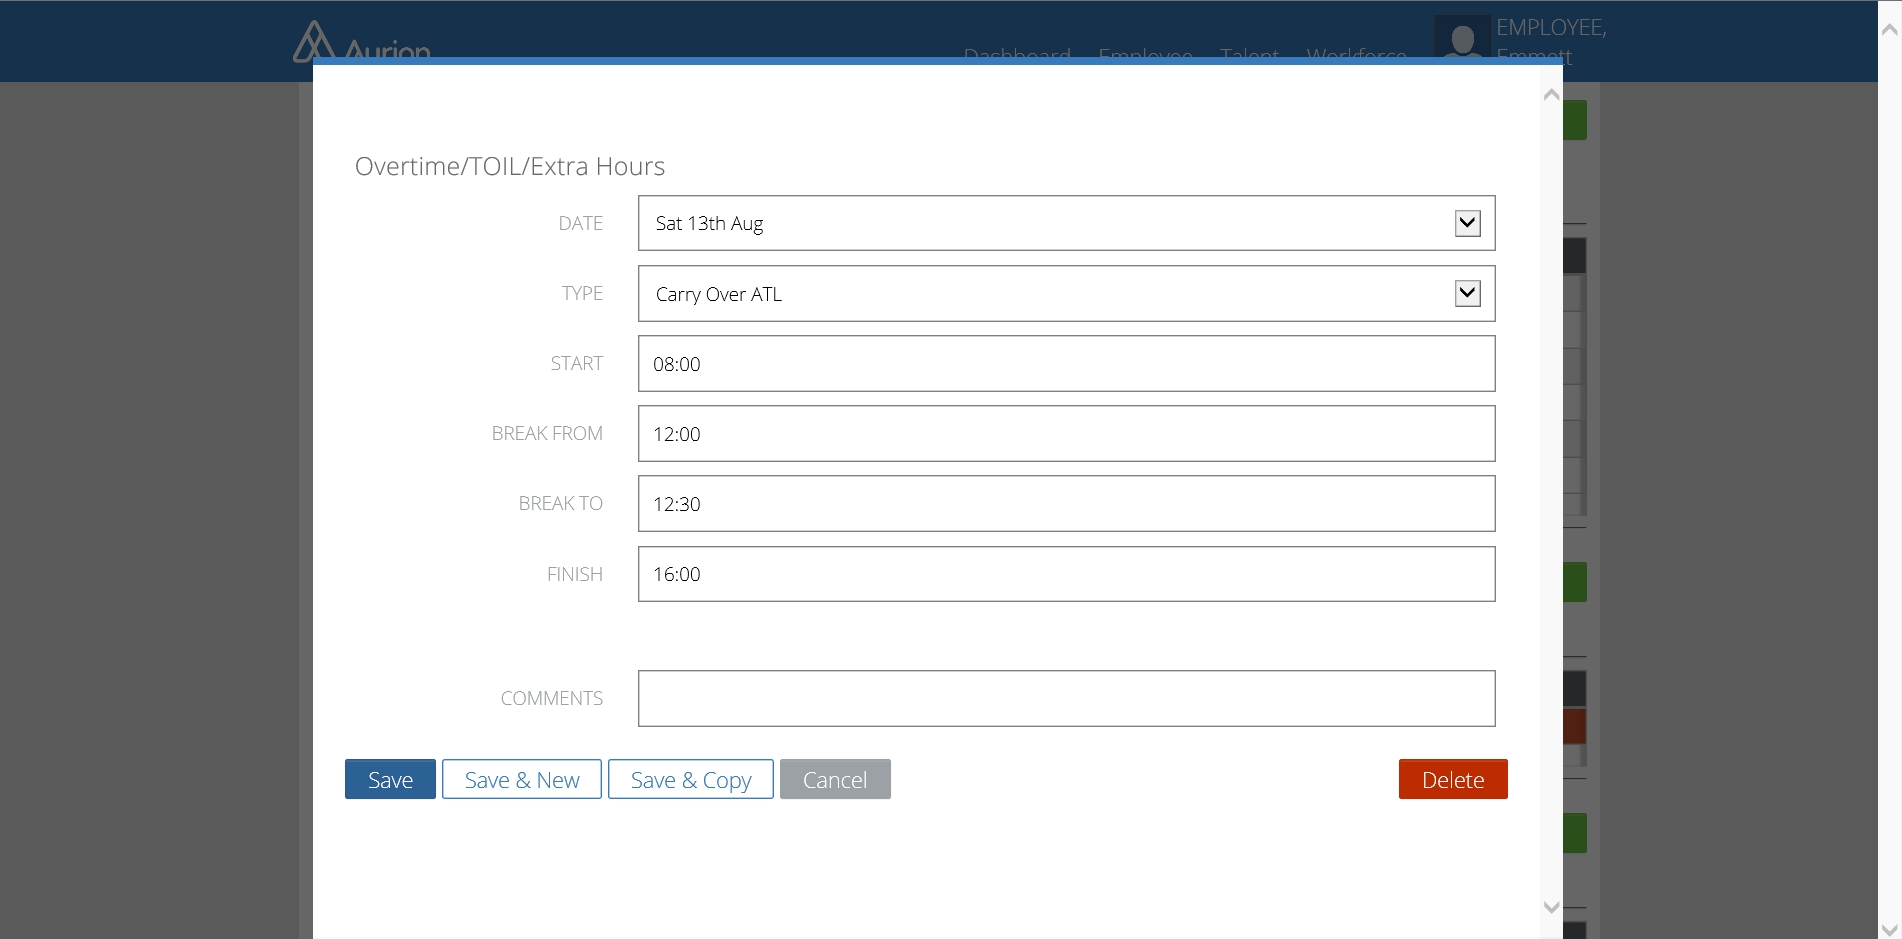 Aurion
EMPLOYEE,
Dashboard Employee Talent Workforce Emmett
Overtime/TOIL/Extra Hours
DATE Sat 13th Aug
TYPE Carry Over ATL
START 08:00
BREAK FROM 12:00
BREAK TO 12:30
FINISH 16:00
COMMENTS
Save Save & New Save & Copy Cancel Delete